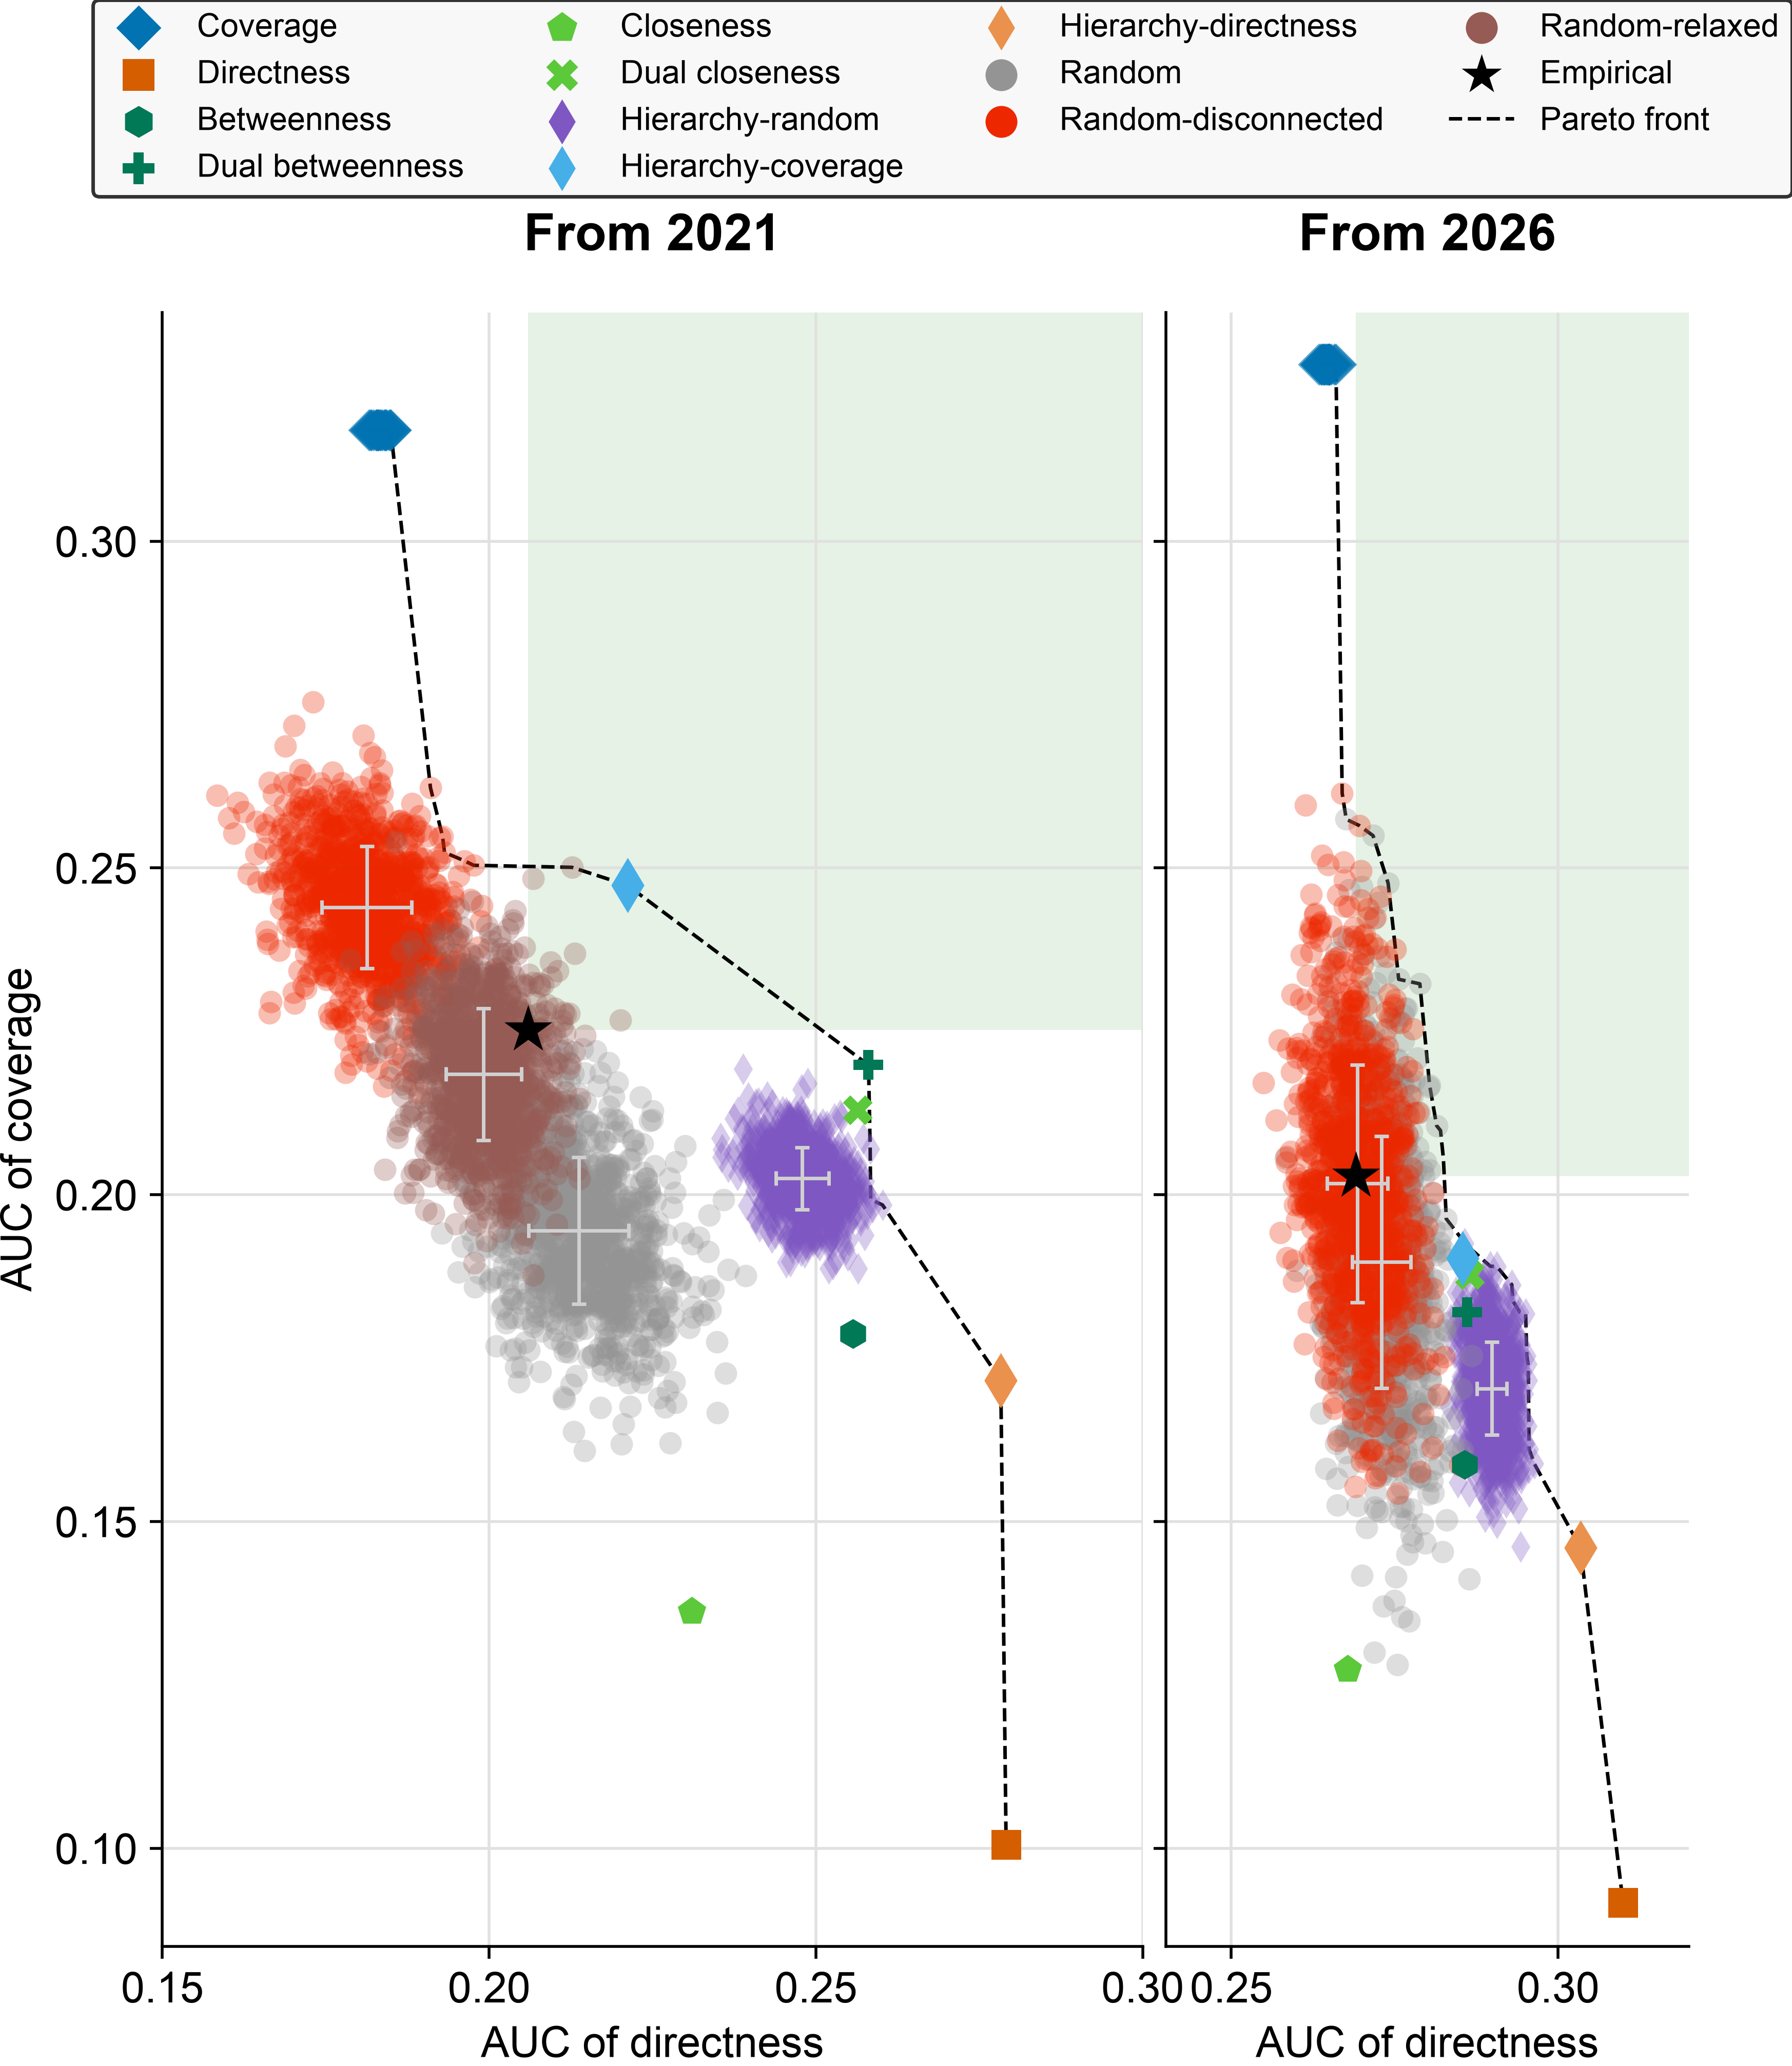 Coverage
Directness
Betweenness
Dual betweenness
Closeness
Dual closeness
Hierarchy-random
Hierarchy-coverage
Hierarchy-directness
Random
Random-disconnected
Random-relaxed
Empirical
Pareto front
From 2021
From 2026
AUC of coverage
0.30
0.25
0.20
0.15
0.10
0.15
0.20
0.25
0.30
0.25
0.30
AUC of directness
AUC of directness